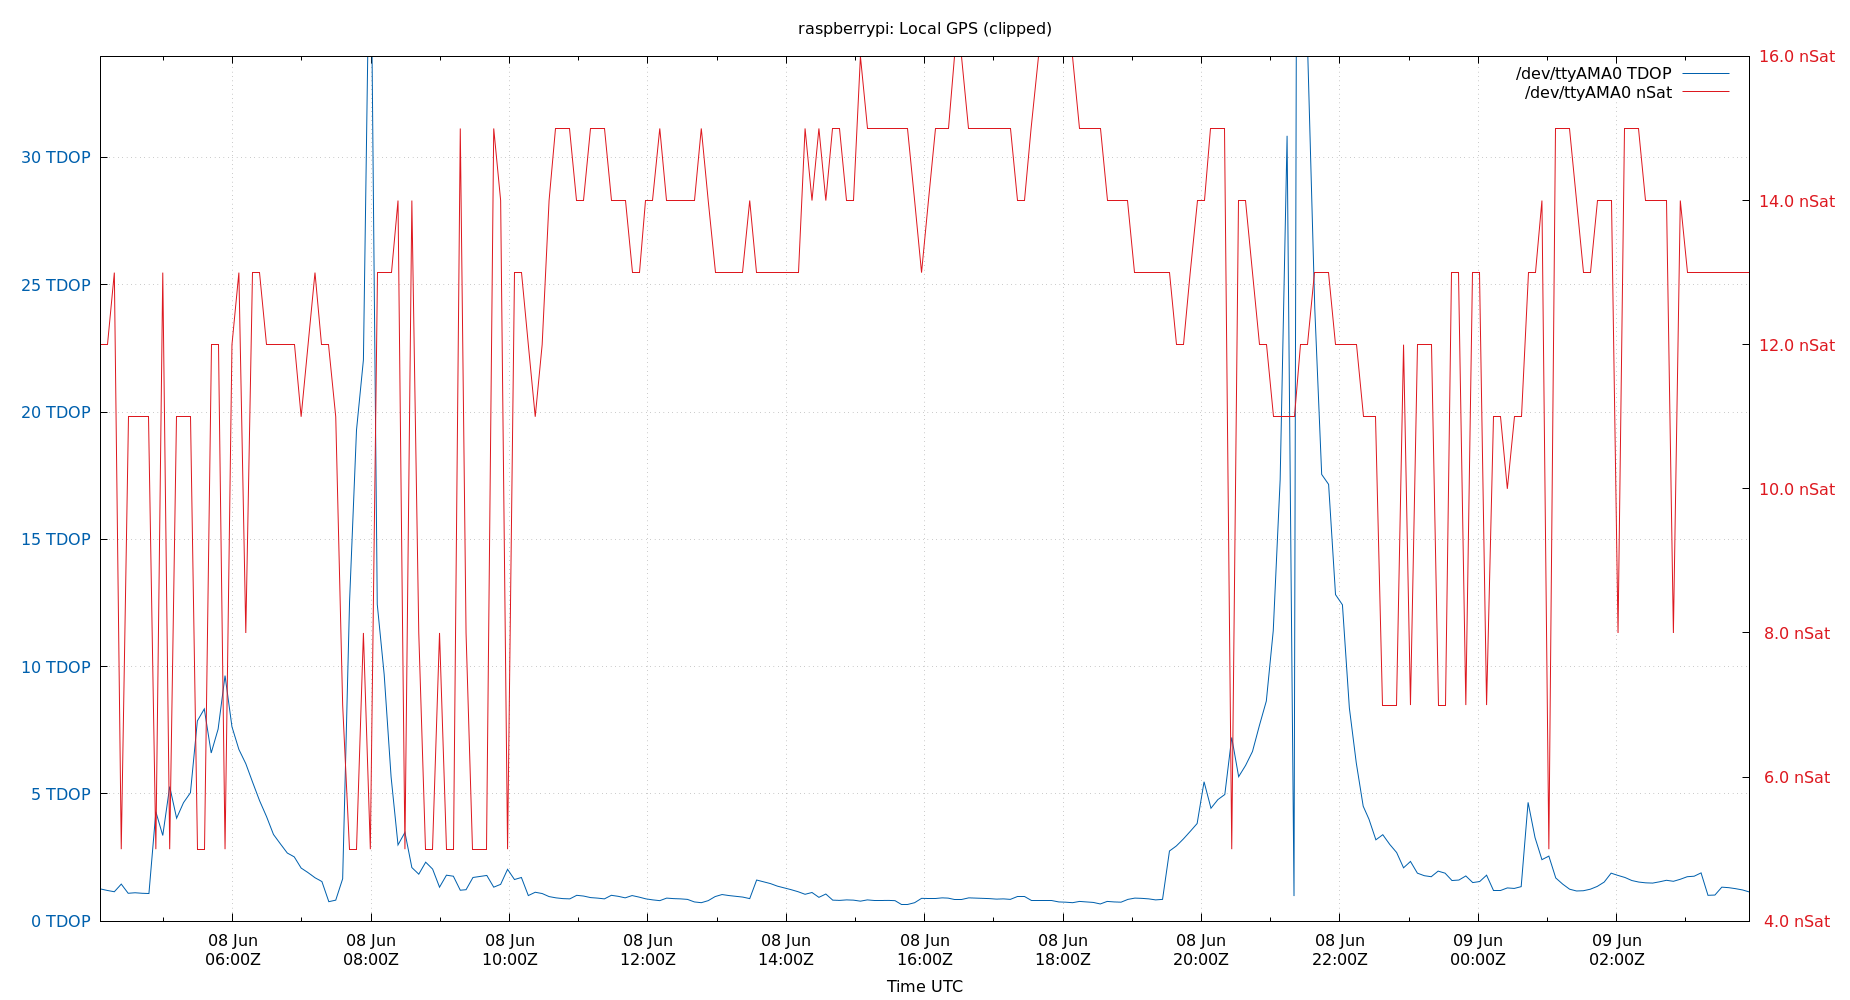 raspberrypi: Local GPS (clipped)
/dev/ttyAMA0 TDOP
/dev/ttyAMA0 nSat
30 TDOP
25 TDOP
20 TDOP
15 TDOP
10 TDOP
5 TDOP
0 TDOP
16.0 nSat
14.0 nSat
12.0 nSat
10.0 nSat
8.0 nSat
6.0 nSat
4.0 nSat
08 Jun 08 Jun 08 Jun 08 Jun 08 Jun 08 Jun 08 Jun 08 Jun 08 Jun 09 Jun 09 Jun
06:00Z 08:00Z 10:00Z 12:00Z 14:00Z 16:00Z 18:00Z 20:00Z 22:00Z 00:00Z 02:00Z
Time UTC